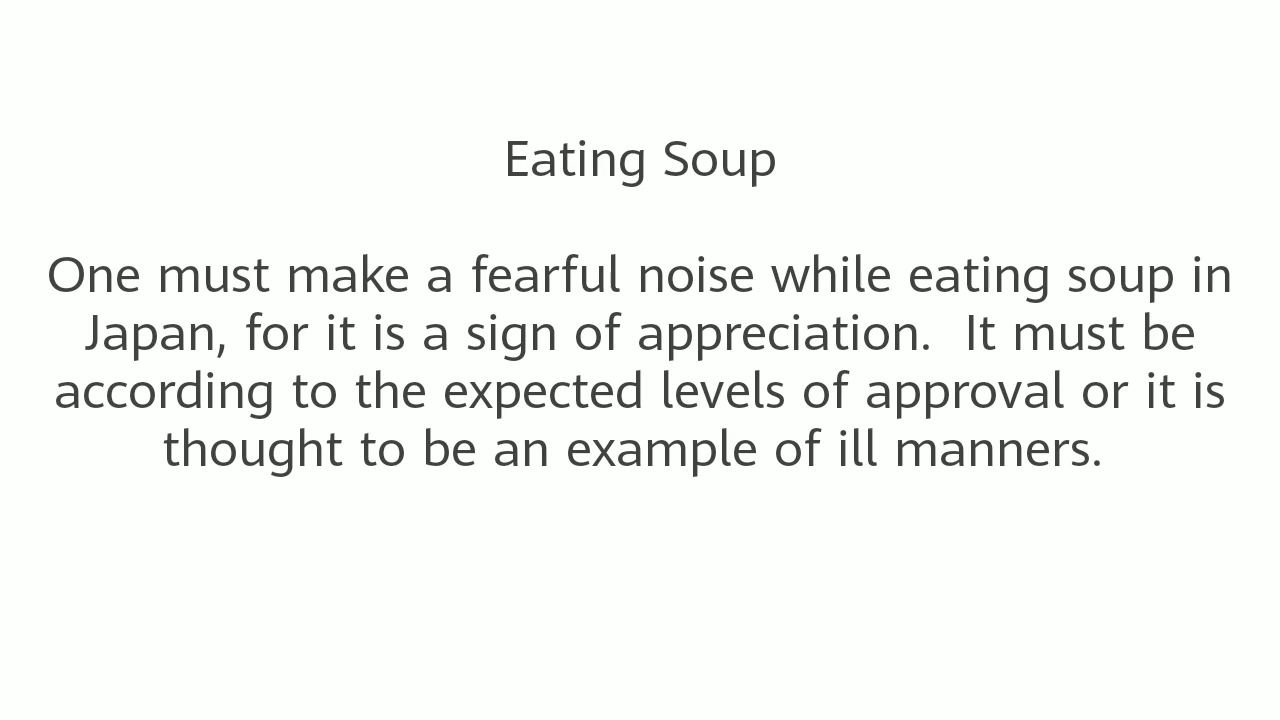 Eating Soup
One must make a fearful noise while eating soup in
Japan, for it is a sign of appreciation.  It must be
according to the expected levels of approval or it is
thought to be an example of ill manners.